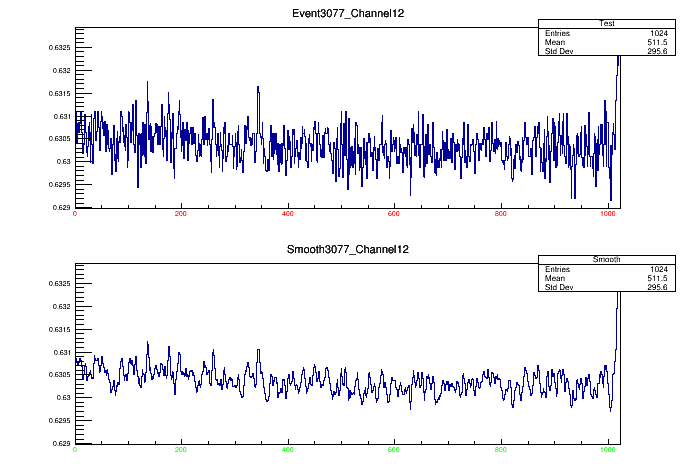 Event3077_Channel12
Test
Entries 1024
Mean 511.5
Std Dev 295.6
0.6325
0.632
0.6315
0.631
0.6305
0.63
0.6295
0.629
0 200 400 600 800 1000
Smooth3077_Channel12
Smooth
Entries 1024
Mean 511.5
Std Dev 295.6
0.6325
0.632
0.6315
0.631
0.6305
0.63
0.6295
0.629
0 200 400 600 800 1000